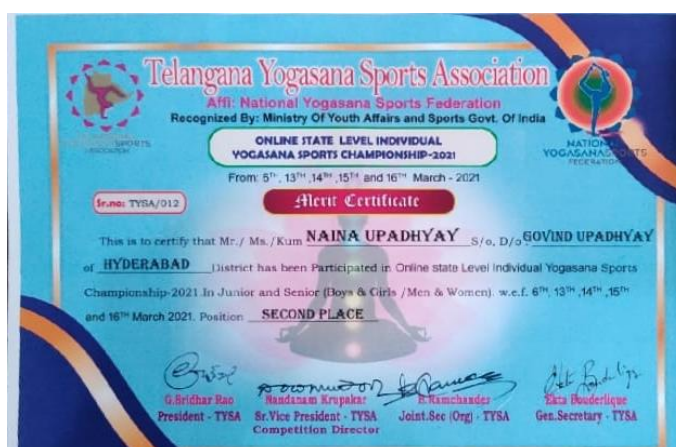 Telangana Yogasana Sports Association
Affi: National Yogasana Sports Federation
Recognized By: Ministry Of Youth Affairs and Sports Govt. Of India
ONLINE STATE LEVEL INDIVIDUAL
YOGASANA SPORTS CHAMPIONSHIP-2021
NATIONAL
YOGASANA SPORTS
FEDERATION
From: 5TH, 13TH ,14TH ,15TH and 16TH March - 2021
Sr.no: TYSA/012
Merit Certificate
This is to certify that Mr./ Ms./Kum NAINA UPADHYAY S/o, D/o GOVIND UPADHYAY
of HYDERABAD District has been Participated in Online state Level Individual Yogasana Sports
Championship-2021 In Junior and Senior (Boys & Girls /Men & Women). w.e.f. 6TH, 13TH ,14TH ,15TH
and 16TH March 2021. Position SECOND PLACE
G.Sridhar Rao Nandanam Krupakar B.Ramchander Ekta Bouderlique
President - TYSA Sr.Vice President - TYSA Joint.Sec (Org) - TYSA Gen.Secretary - TYSA
Competition Director